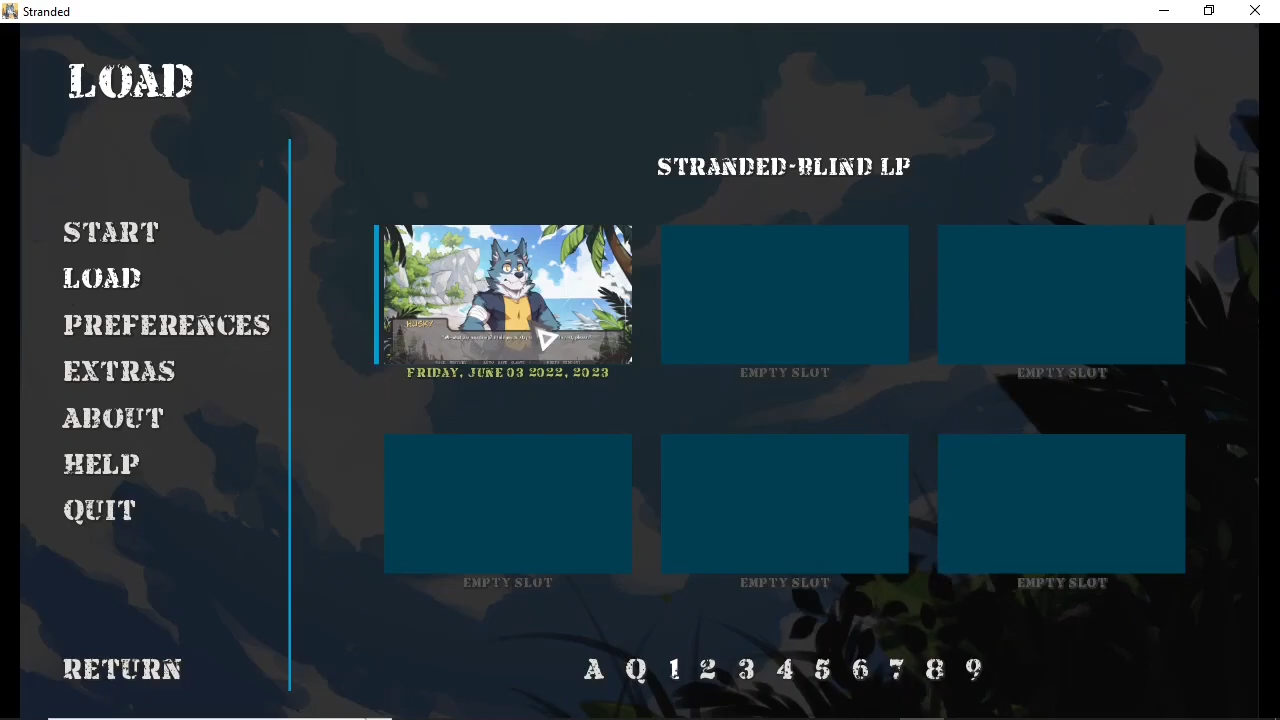 Stranded
LOAD
STRANDED-BLIND LP
START
LOAD
PREFERENCES
EXTRAS
ABOUT
HELP
QUIT
RETURN
HUSKY
FRIDAY, JUNE 03 2022, 2023
EMPTY SLOT
EMPTY SLOT
EMPTY SLOT
EMPTY SLOT
EMPTY SLOT
A Q 1 2 3 4 5 6 7 8 9